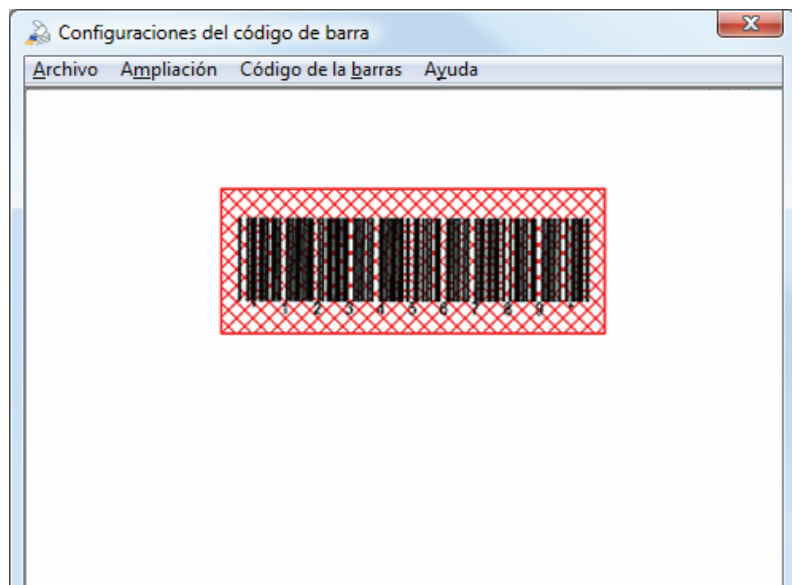 Configuraciones del código de barra
Archivo Ampliación Código de la barras Ayuda
* 1 2 3 4 5 6 7 8 9 *